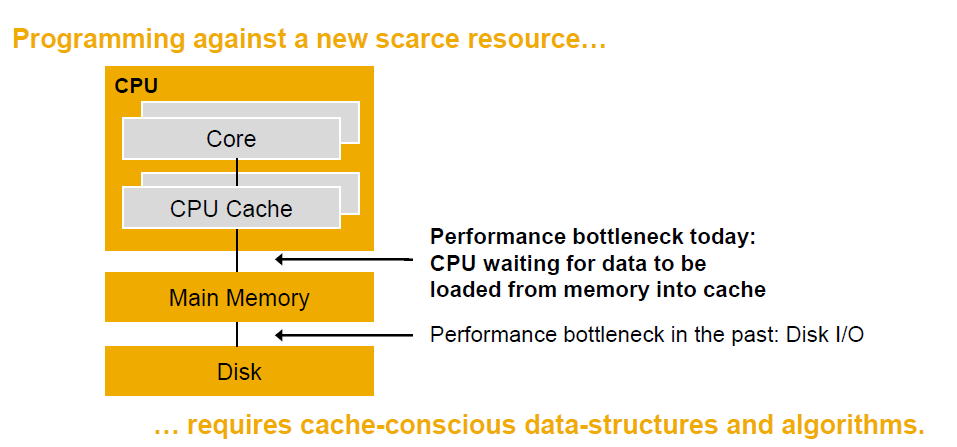 Programming against a new scarce resource…
CPU
Core
CPU Cache
Performance bottleneck today:
CPU waiting for data to be
loaded from memory into cache
Main Memory
Performance bottleneck in the past: Disk I/O
Disk
… requires cache-conscious data-structures and algorithms.